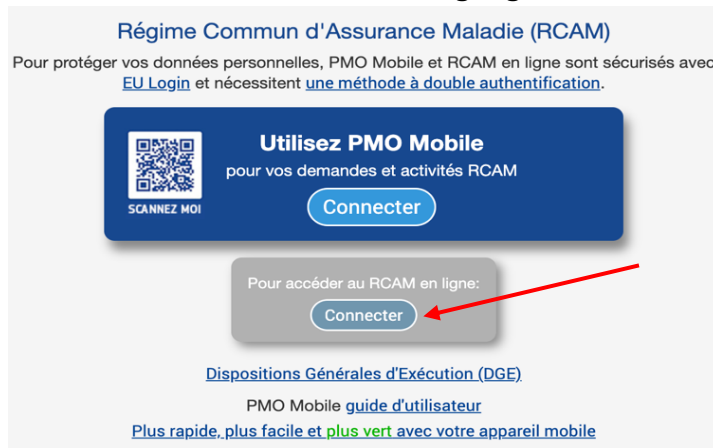 Régime Commun d'Assurance Maladie (RCAM)
Pour protéger vos données personnelles, PMO Mobile et RCAM en ligne sont sécurisés avec
EU Login et nécessitent une méthode à double authentification.
Utilisez PMO Mobile
pour vos demandes et activités RCAM
SCANNEZ MOI
Connecter
Pour accéder au RCAM en ligne:
Connecter
Dispositions Générales d'Exécution (DGE)
PMO Mobile guide d'utilisateur
Plus rapide, plus facile et plus vert avec votre appareil mobile